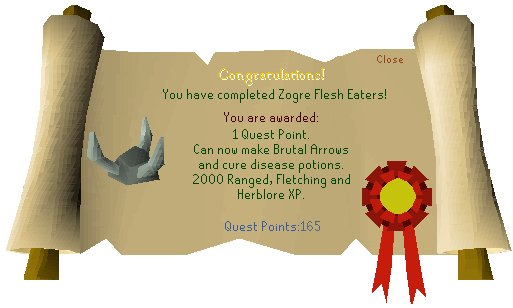 Close
Congratulations!
You have completed Zogre Flesh Eaters!
You are awarded:
1 Quest Point.
Can now make Brutal Arrows
and cure disease potions.
2000 Ranged, Fletching and
Herblore XP.
Quest Points:165